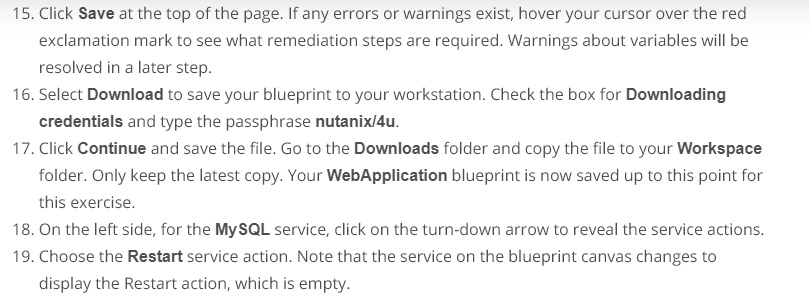 15. Click Save at the top of the page. If any errors or warnings exist, hover your cursor over the red
exclamation mark to see what remediation steps are required. Warnings about variables will be
resolved in a later step.
16. Select Download to save your blueprint to your workstation. Check the box for Downloading
credentials and type the passphrase nutanix/4u.
17. Click Continue and save the file. Go to the Downloads folder and copy the file to your Workspace
folder. Only keep the latest copy. Your WebApplication blueprint is now saved up to this point for
this exercise.
18. On the left side, for the MySQL service, click on the turn-down arrow to reveal the service actions.
19. Choose the Restart service action. Note that the service on the blueprint canvas changes to
display the Restart action, which is empty.